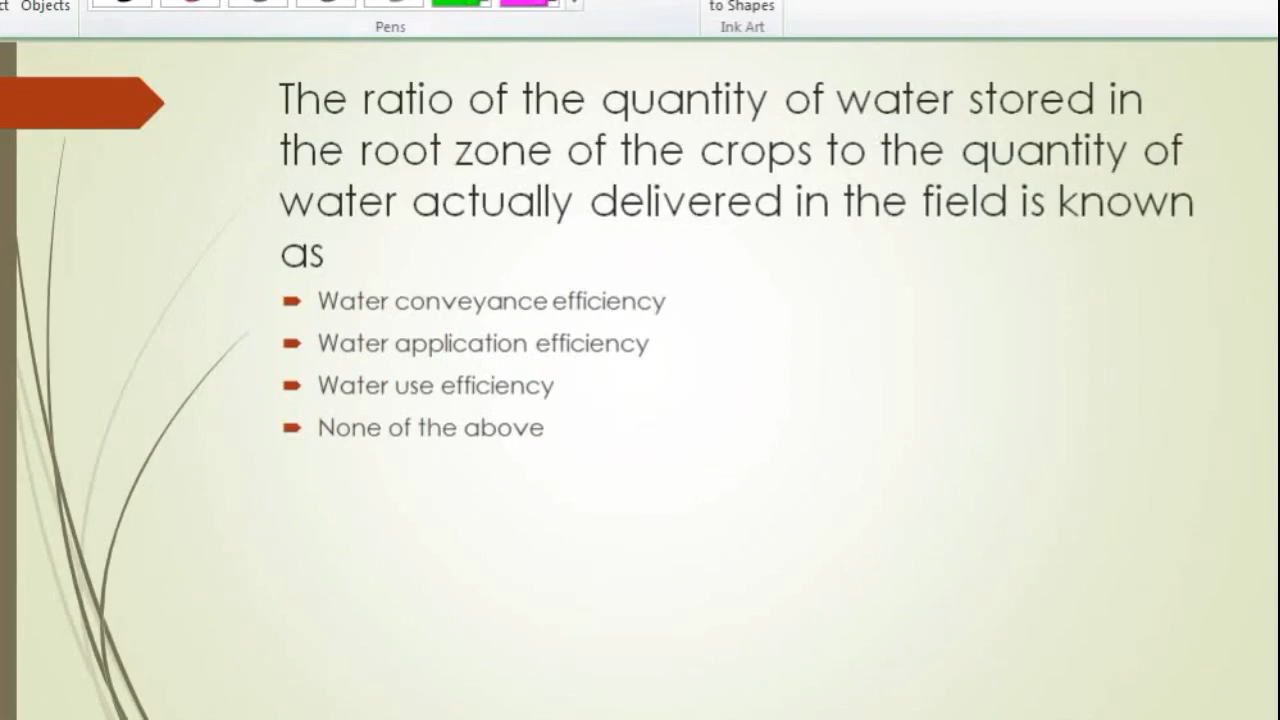 Objects
to Shapes
Pens
Ink Art
The ratio of the quantity of water stored in
the root zone of the crops to the quantity of
water actually delivered in the field is known
as
Water conveyance efficiency
Water application efficiency
Water use efficiency
None of the above